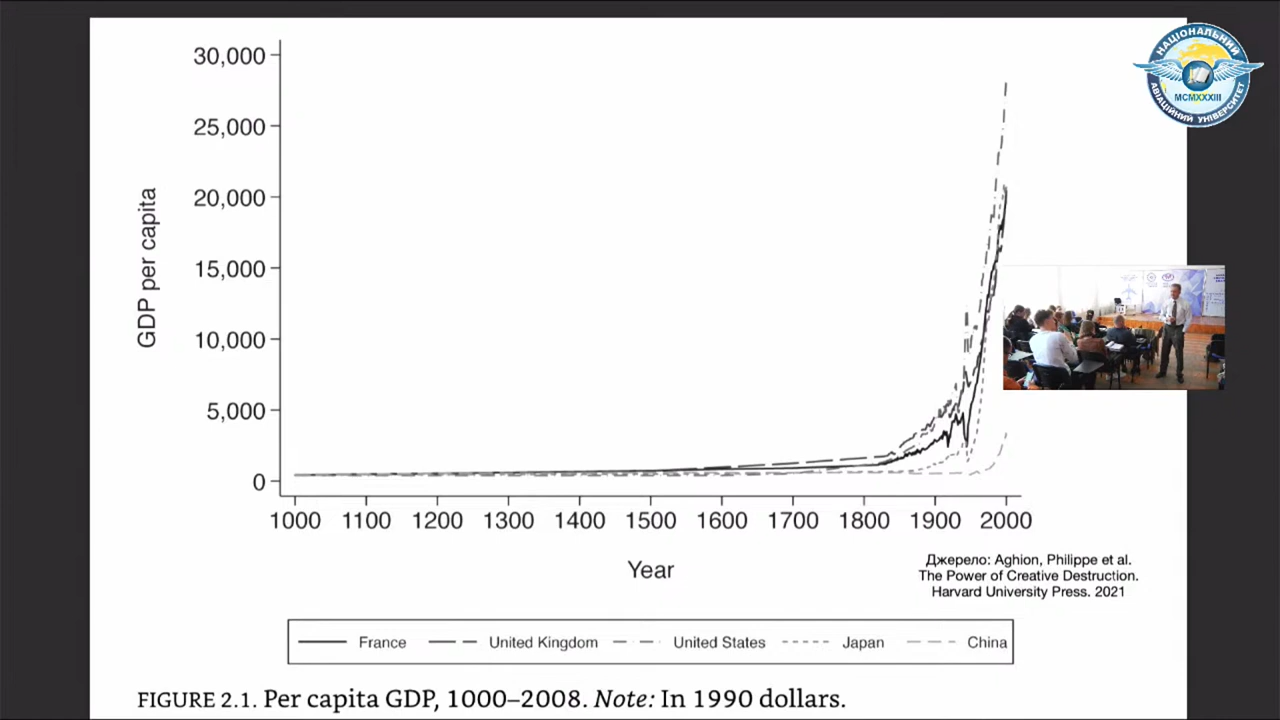 НАЦІОНАЛЬНИЙ
MCMXXXIII
АВІАЦІЙНИЙ УНІВЕРСИТЕТ
30,000
25,000
20,000
15,000
10,000
5,000
0
GDP per capita
1000 1100 1200 1300 1400 1500 1600 1700 1800 1900 2000
Year
Джерело: Aghion, Philippe et al.
The Power of Creative Destruction.
Harvard University Press. 2021
France United Kingdom United States Japan China
FIGURE 2.1. Per capita GDP, 1000–2008. Note: In 1990 dollars.